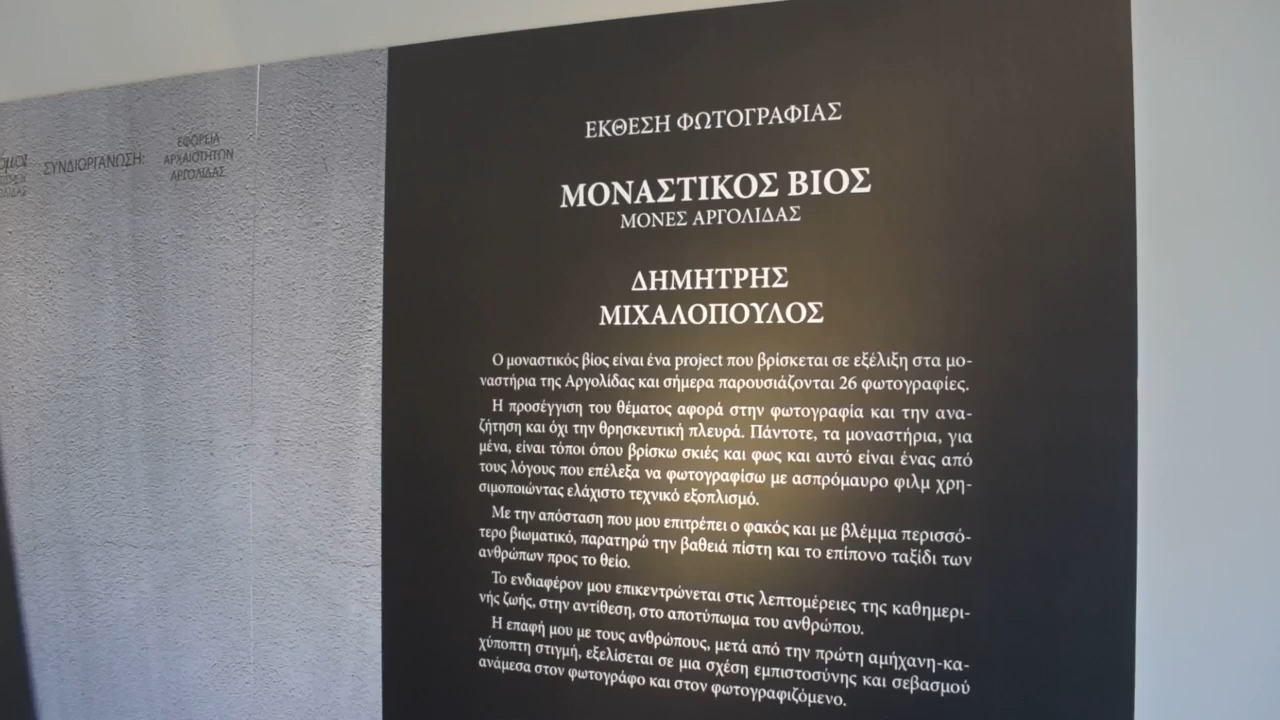 ΣΥΝΔΙΟΡΓΑΝΩΣΗ:
ΕΦΟΡΕΙΑ
ΑΡΧΑΙΟΤΗΤΩΝ
ΑΡΓΟΛΙΔΑΣ
ΕΚΘΕΣΗ ΦΩΤΟΓΡΑΦΙΑΣ
ΜΟΝΑΣΤΙΚΟΣ ΒΙΟΣ
ΜΟΝΕΣ ΑΡΓΟΛΙΔΑΣ
ΔΗΜΗΤΡΗΣ
ΜΙΧΑΛΟΠΟΥΛΟΣ
Ο μοναστικός βίος είναι ένα project που βρίσκεται σε εξέλιξη στα μο-
ναστήρια της Αργολίδας και σήμερα παρουσιάζονται 26 φωτογραφίες.
Η προσέγγιση του θέματος αφορά στην φωτογραφία και την ανα-
ζήτηση και όχι την θρησκευτική πλευρά. Πάντοτε, τα μοναστήρια, για
μένα, είναι τόποι όπου βρίσκω σκιές και φως και αυτό είναι ένας από
τους λόγους που επέλεξα να φωτογραφίσω με ασπρόμαυρο φιλμ χρη-
σιμοποιώντας ελάχιστο τεχνικό εξοπλισμό.
Με την απόσταση που μου επιτρέπει ο φακός και με βλέμμα περισσό-
τερο βιωματικό, παρατηρώ την βαθειά πίστη και το επίπονο ταξίδι των
ανθρώπων προς το θείο.
Το ενδιαφέρον μου επικεντρώνεται στις λεπτομέρειες της καθημερι-
νής ζωής, στην αντίθεση, στο αποτύπωμα του ανθρώπου.
Η επαφή μου με τους ανθρώπους, μετά από την πρώτη αμήχανη-κα-
χύποπτη στιγμή, εξελίσεται σε μια σχέση εμπιστοσύνης και σεβασμού
ανάμεσα στον φωτογράφο και στον φωτογραφιζόμενο.